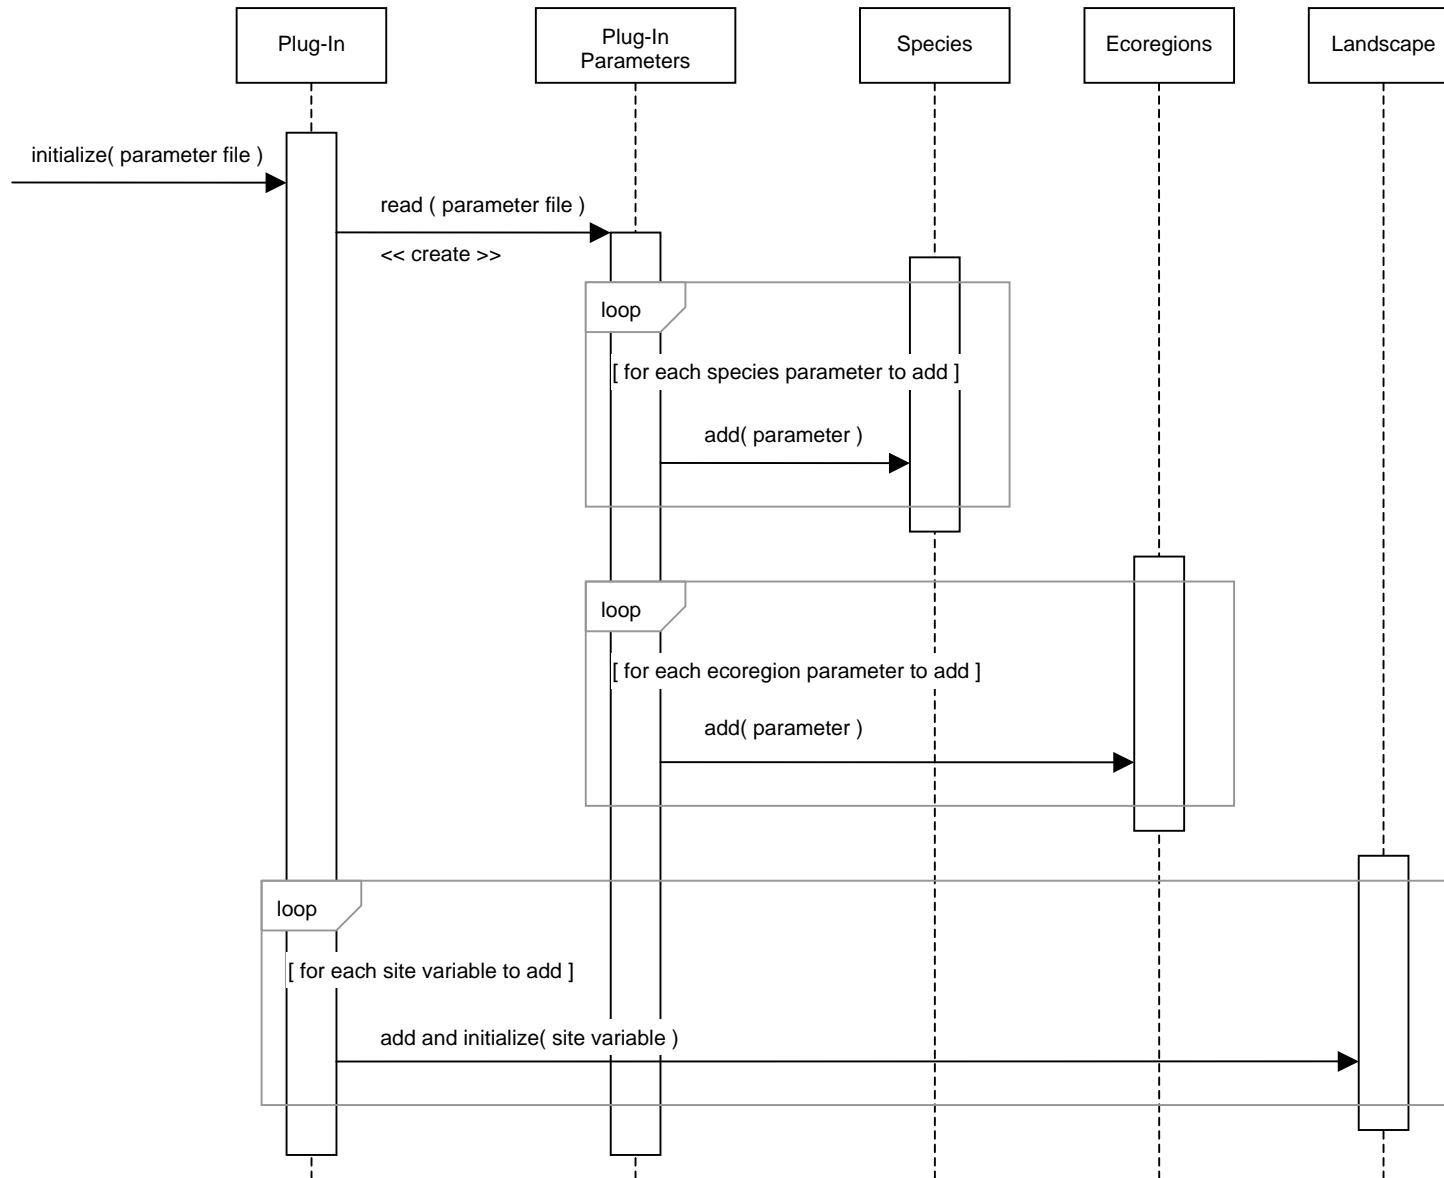 Plug-In
Plug-In
Parameters
Species
Ecoregions
Landscape
initialize( parameter file )
read ( parameter file )
<< create >>
loop
[ for each species parameter to add ]
add( parameter )
loop
[ for each ecoregion parameter to add ]
add( parameter )
loop
[ for each site variable to add ]
add and initialize( site variable )